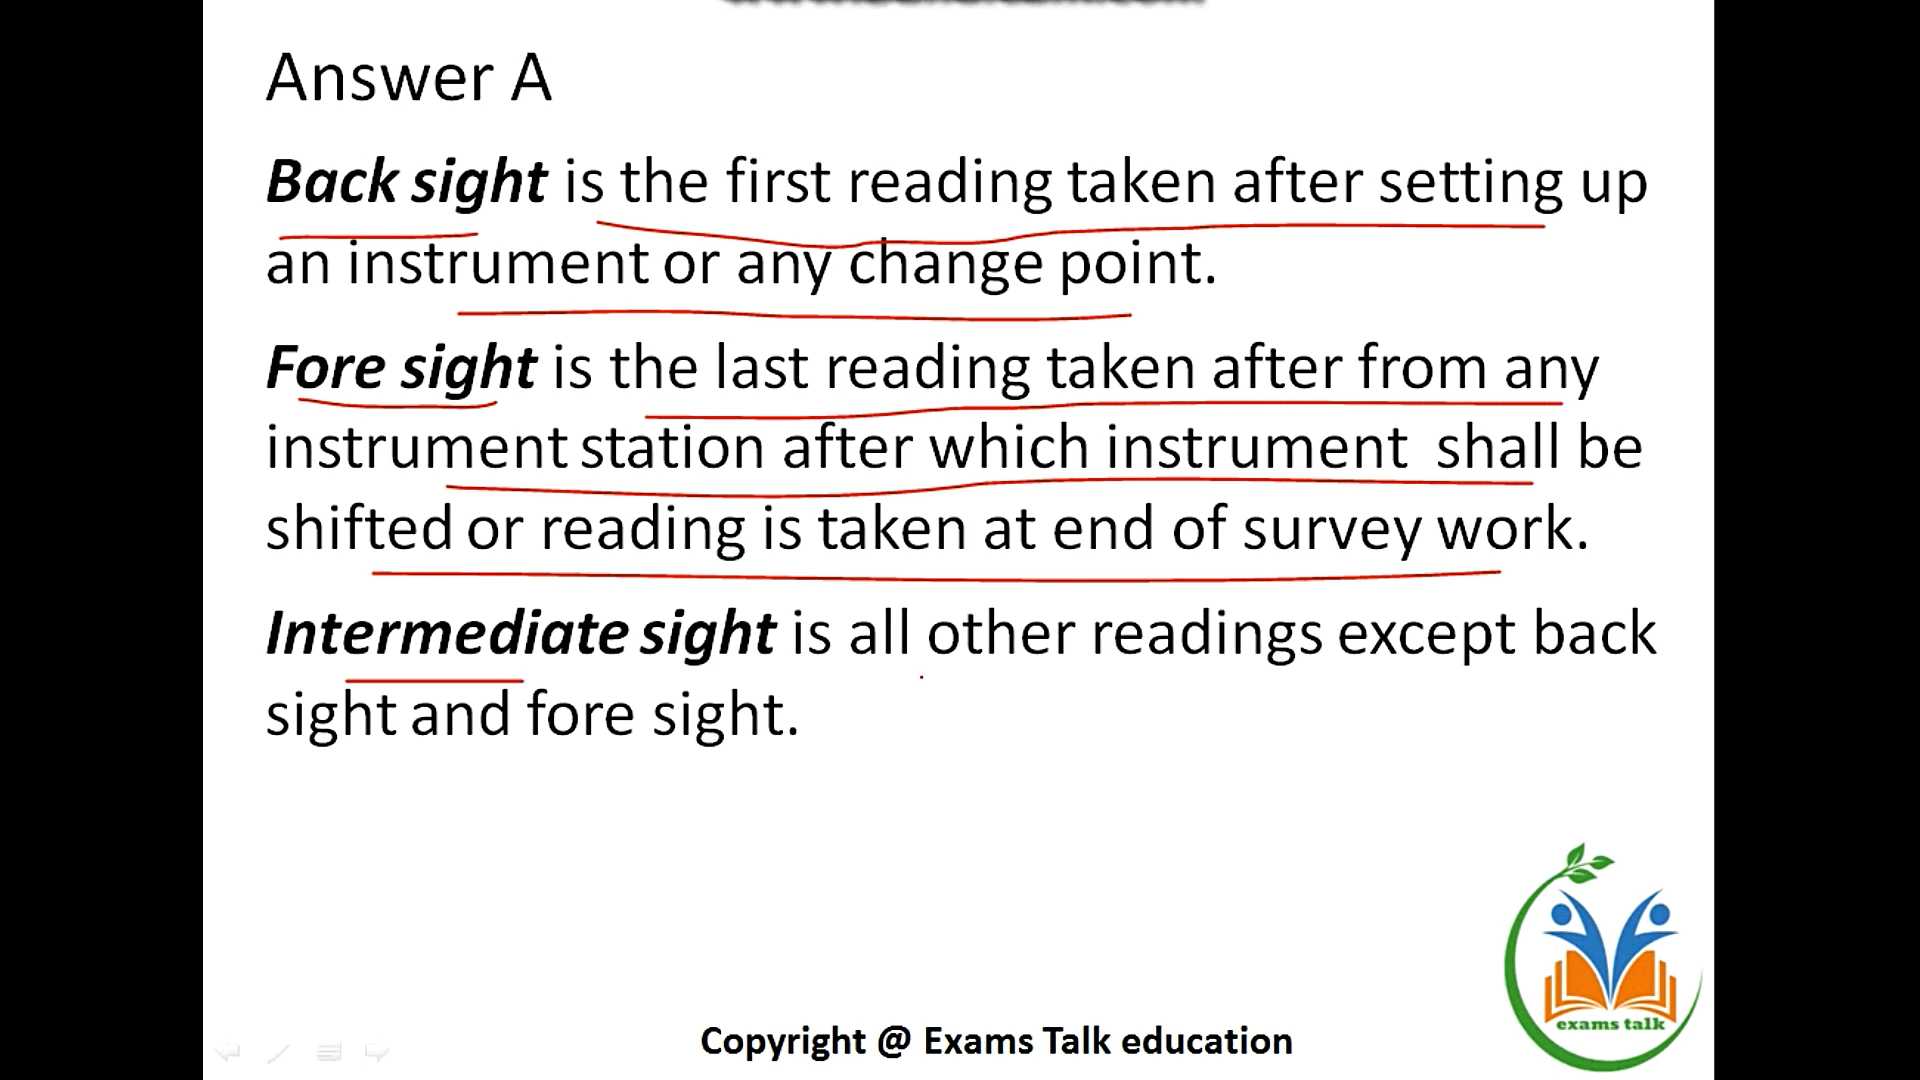 Answer A
Back sight is the first reading taken after setting up
an instrument or any change point.
Fore sight is the last reading taken after from any
instrument station after which instrument shall be
shifted or reading is taken at end of survey work.
Intermediate sight is all other readings except back
sight and fore sight.
exams talk
Copyright @ Exams Talk education